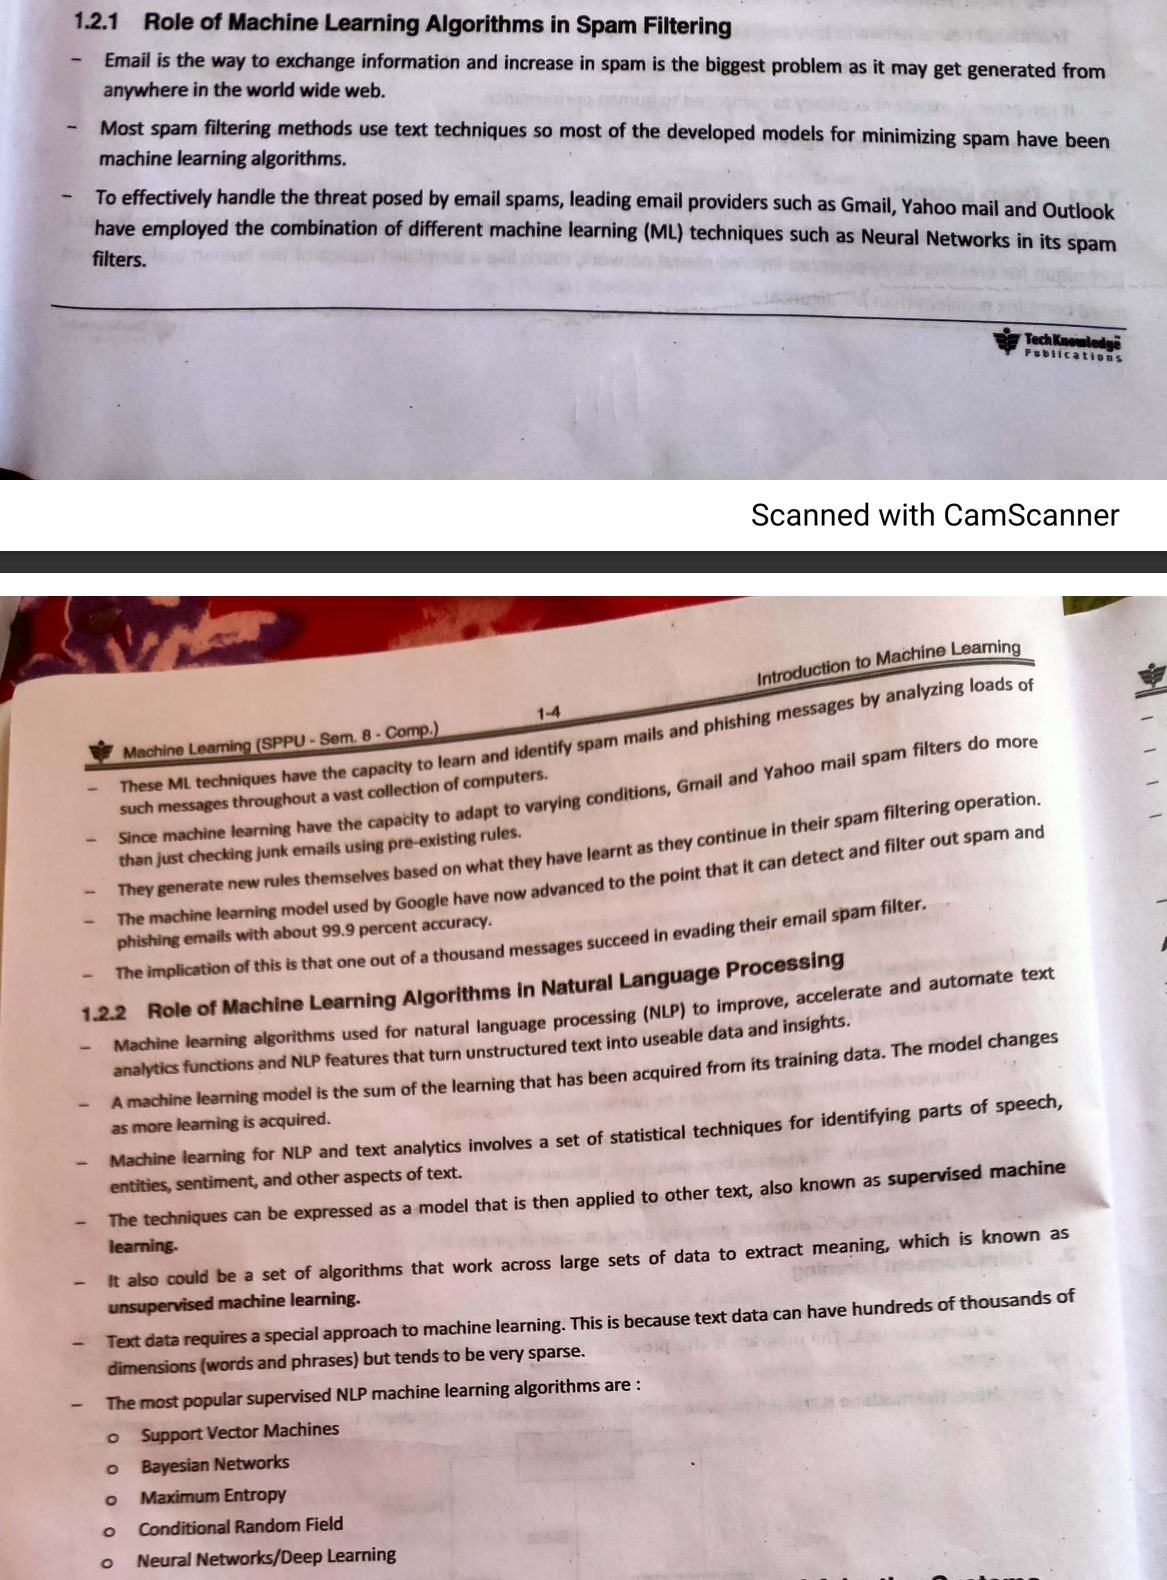 1.2.1 Role of Machine Learning Algorithms in Spam Filtering
– Email is the way to exchange information and increase in spam is the biggest problem as it may get generated from
anywhere in the world wide web.
– Most spam filtering methods use text techniques so most of the developed models for minimizing spam have been
machine learning algorithms.
– To effectively handle the threat posed by email spams, leading email providers such as Gmail, Yahoo mail and Outlook
have employed the combination of different machine learning (ML) techniques such as Neural Networks in its spam
filters.
TechKnowledge
Publications
Scanned with CamScanner
Machine Learning (SPPU - Sem. 8 - Comp.) 1-4 Introduction to Machine Learning
– These ML techniques have the capacity to learn and identify spam mails and phishing messages by analyzing loads of
such messages throughout a vast collection of computers.
– Since machine learning have the capacity to adapt to varying conditions, Gmail and Yahoo mail spam filters do more
than just checking junk emails using pre-existing rules.
– They generate new rules themselves based on what they have learnt as they continue in their spam filtering operation.
– The machine learning model used by Google have now advanced to the point that it can detect and filter out spam and
phishing emails with about 99.9 percent accuracy.
– The implication of this is that one out of a thousand messages succeed in evading their email spam filter.
1.2.2 Role of Machine Learning Algorithms in Natural Language Processing
– Machine learning algorithms used for natural language processing (NLP) to improve, accelerate and automate text
analytics functions and NLP features that turn unstructured text into useable data and insights.
– A machine learning model is the sum of the learning that has been acquired from its training data. The model changes
as more learning is acquired.
– Machine learning for NLP and text analytics involves a set of statistical techniques for identifying parts of speech,
entities, sentiment, and other aspects of text.
– The techniques can be expressed as a model that is then applied to other text, also known as supervised machine
learning.
– It also could be a set of algorithms that work across large sets of data to extract meaning, which is known as
unsupervised machine learning.
– Text data requires a special approach to machine learning. This is because text data can have hundreds of thousands of
dimensions (words and phrases) but tends to be very sparse.
– The most popular supervised NLP machine learning algorithms are :
o Support Vector Machines
o Bayesian Networks
o Maximum Entropy
o Conditional Random Field
o Neural Networks/Deep Learning